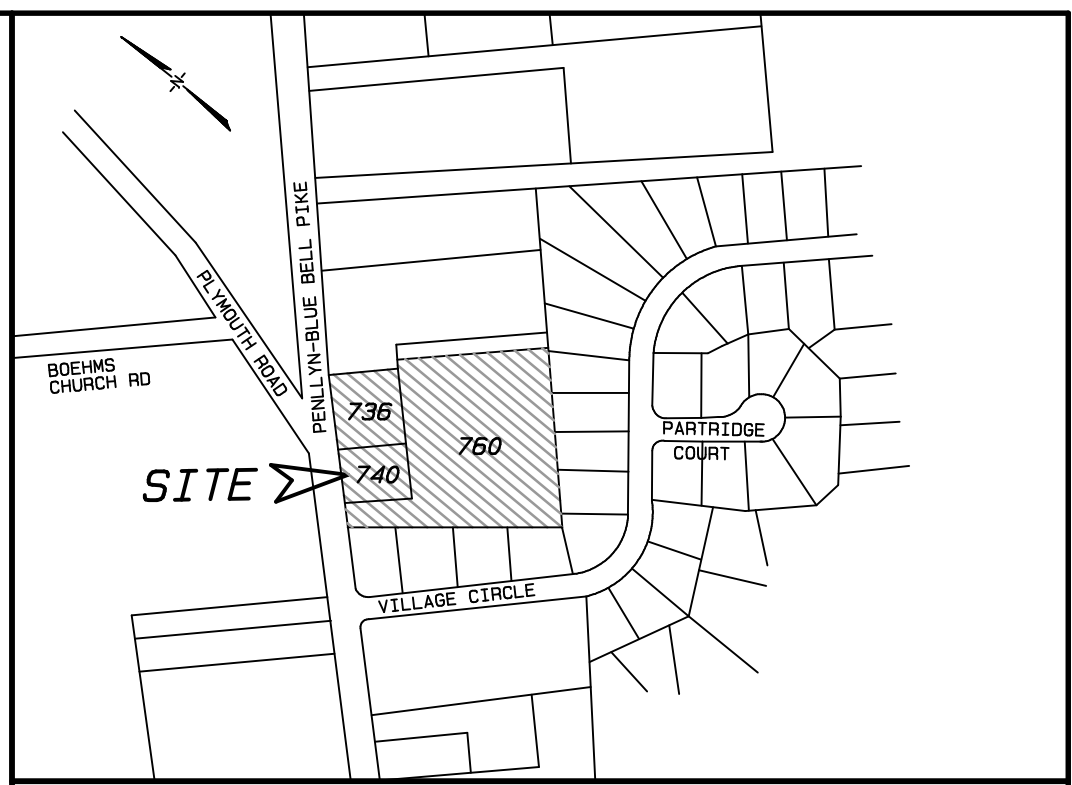 N
PENLLYN-BLUE BELL PIKE
PLYMOUTH ROAD
BOEHMS
CHURCH RD
736
760
740
SITE
PARTRIDGE
COURT
VILLAGE CIRCLE